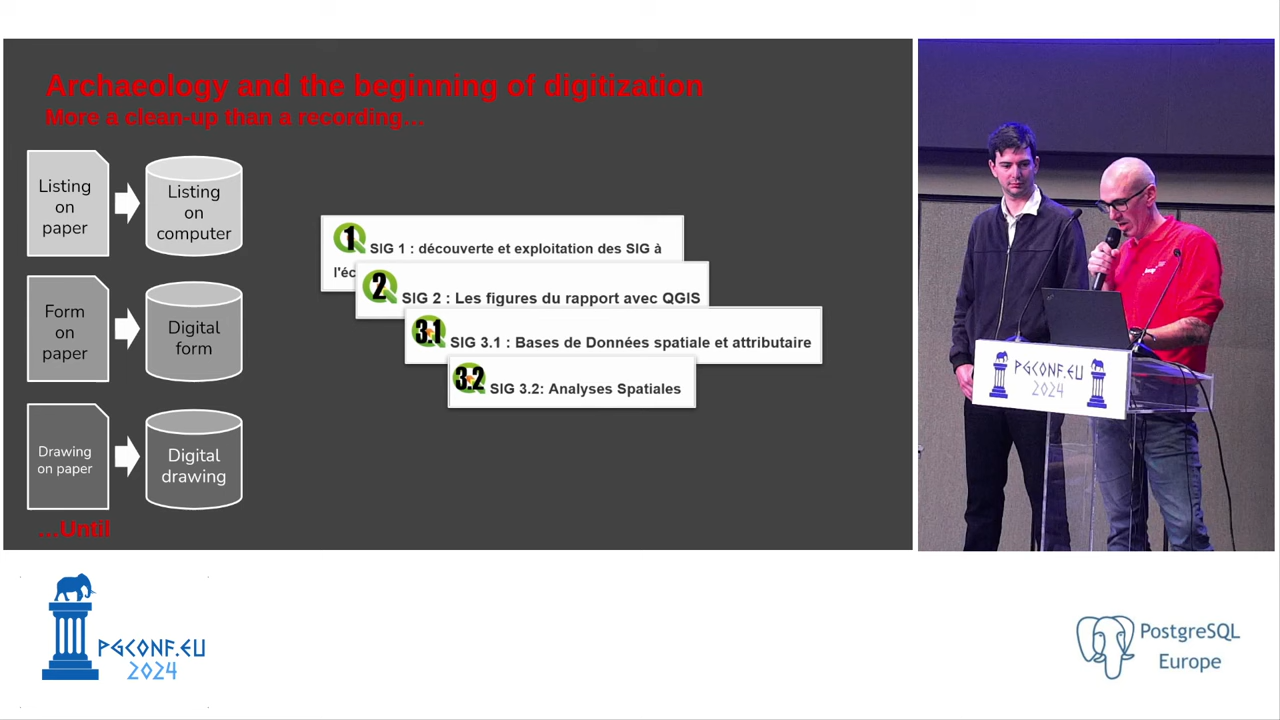 Archaeology and the beginning of digitization
More a clean-up than a recording...
Listing
on
paper
Listing
on
computer
Form
on
paper
Digital
form
Drawing
on paper
Digital
drawing
...Until
1 SIG 1 : découverte et exploitation des SIG à
l'éc
2 SIG 2 : Les figures du rapport avec QGIS
3.1 SIG 3.1 : Bases de Données spatiale et attributaire
3.2 SIG 3.2: Analyses Spatiales
PGCONF.EU
2024
PGCONF.EU
2024
PostgreSQL
Europe